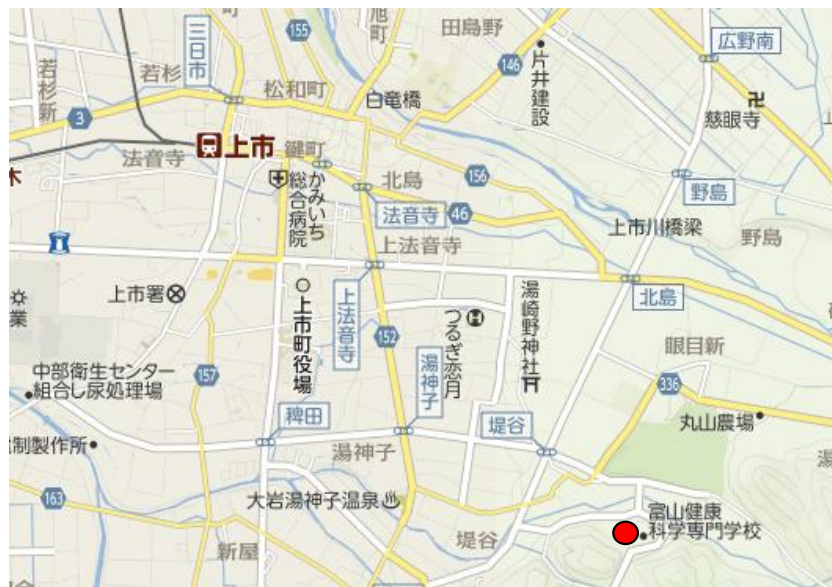 三日市
155
旭町
田島野
146
片井建設
広野南
若杉新
若杉
松和町
白竜橋
卍
慈眼寺
3
上市
鍵町
法音寺
木
かみいち
総合病院
北島
156
野島
法音寺
46
上法音寺
上市川橋梁
野島
上市署
業
上市町役場
上法音寺
湯崎野神社
北島
つるぎ恋月
152
湯神子
眼目新
中部衛生センター
組合し尿処理場
157
336
丸山農場
稗田
堤谷
制製作所
湯神子
163
大岩湯神子温泉
富山健康
科学専門学校
新屋
堤谷
湯